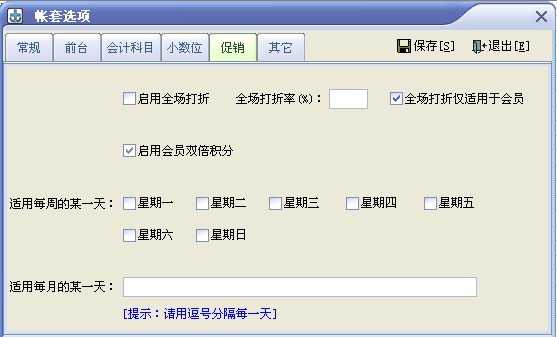 帐套选项
常规 前台 会计科目 小数位 促销 其它 保存[S] 退出[E]
启用全场打折 全场打折率(%): 全场打折仅适用于会员
启用会员双倍积分
适用每周的某一天: 星期一 星期二 星期三 星期四 星期五
星期六 星期日
适用每月的某一天:
[提示:请用逗号分隔每一天]